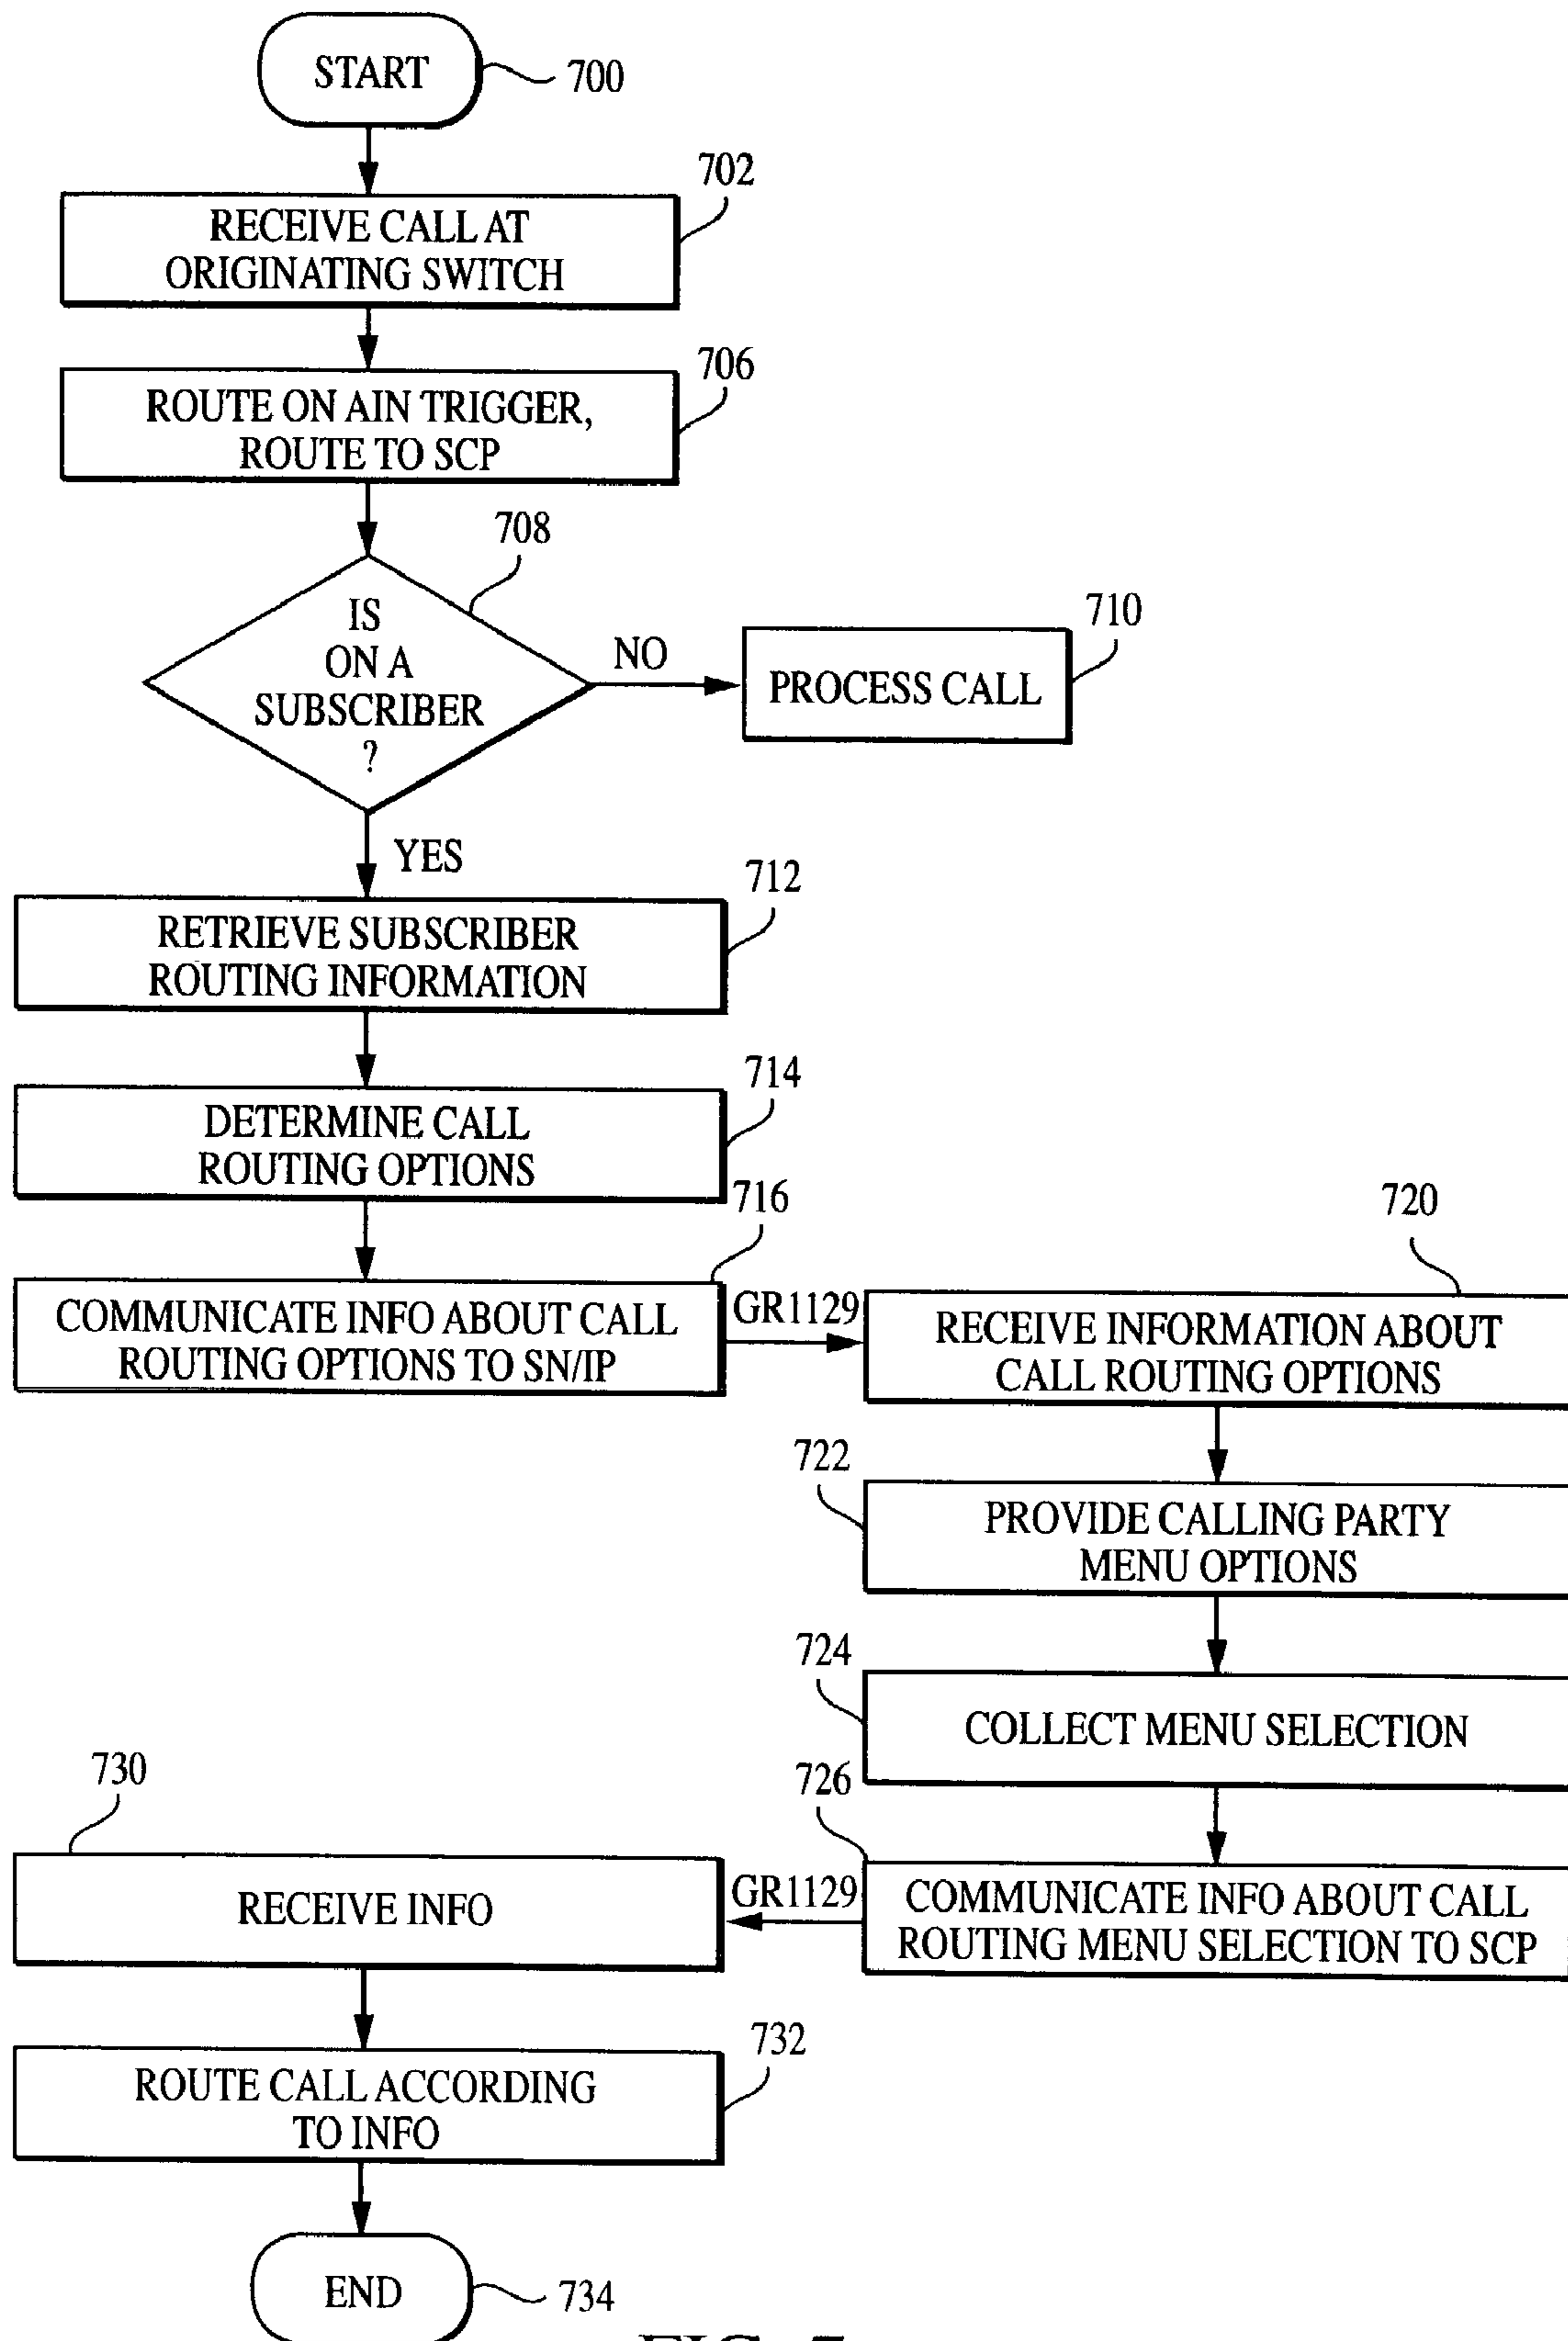 START
700
702
RECEIVE CALL AT
ORIGINATING SWITCH
706
ROUTE ON AIN TRIGGER,
ROUTE TO SCP
708
IS
ON A
SUBSCRIBER
?
NO
710
PROCESS CALL
YES
712
RETRIEVE SUBSCRIBER
ROUTING INFORMATION
714
DETERMINE CALL
ROUTING OPTIONS
716
COMMUNICATE INFO ABOUT CALL
ROUTING OPTIONS TO SN/IP
GR1129
720
RECEIVE INFORMATION ABOUT
CALL ROUTING OPTIONS
722
PROVIDE CALLING PARTY
MENU OPTIONS
724
COLLECT MENU SELECTION
726
COMMUNICATE INFO ABOUT CALL
ROUTING MENU SELECTION TO SCP
GR1129
730
RECEIVE INFO
732
ROUTE CALL ACCORDING
TO INFO
END
734